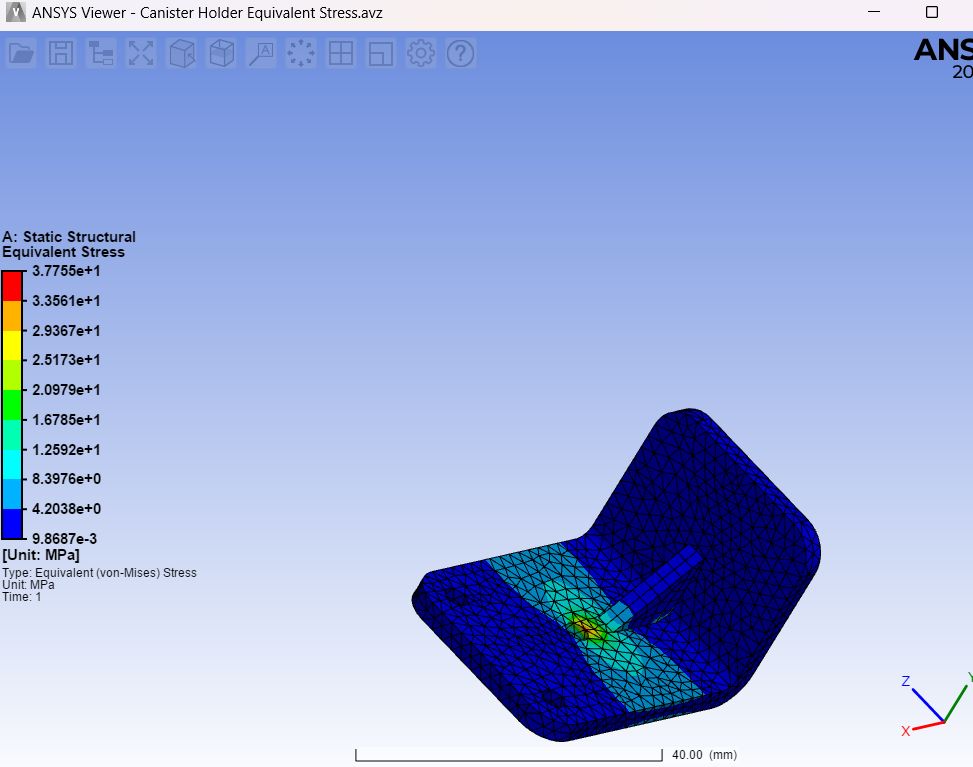 ANSYS Viewer - Canister Holder Equivalent Stress.avz
ANS
20
A: Static Structural
Equivalent Stress
3.7755e+1
3.3561e+1
2.9367e+1
2.5173e+1
2.0979e+1
1.6785e+1
1.2592e+1
8.3976e+0
4.2038e+0
9.8687e-3
[Unit: MPa]
Type: Equivalent (von-Mises) Stress
Unit: MPa
Time: 1
Z
Y
X
40.00 (mm)